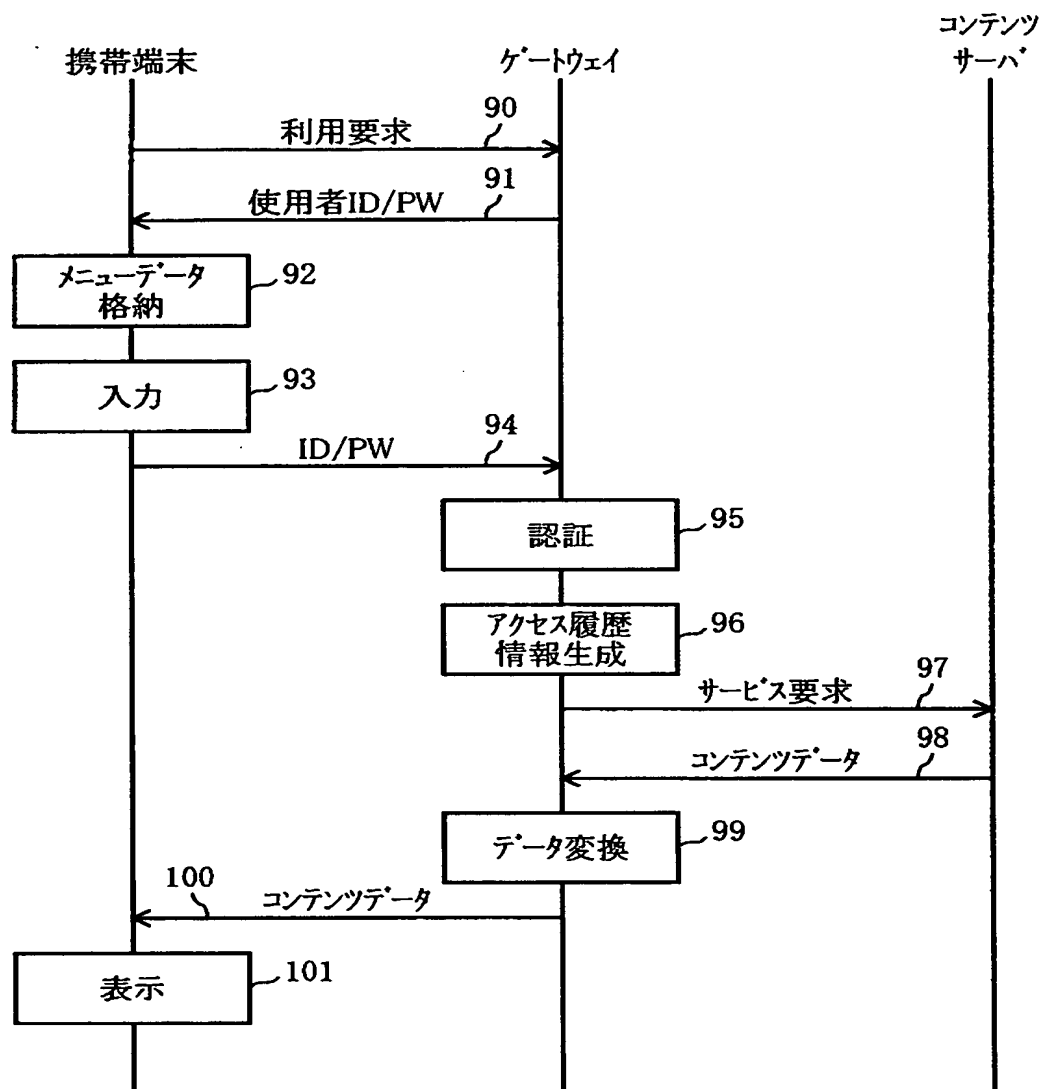 コンテンツ
サーバ
携帯端末
ゲートウェイ
90
利用要求
91
使用者ID/PW
メニューデータ
格納
92
入力
93
94
ID/PW
認証
95
アクセス履歴
情報生成
96
サービス要求
97
98
コンテンツデータ
データ変換
99
100
コンテンツデータ
表示
101